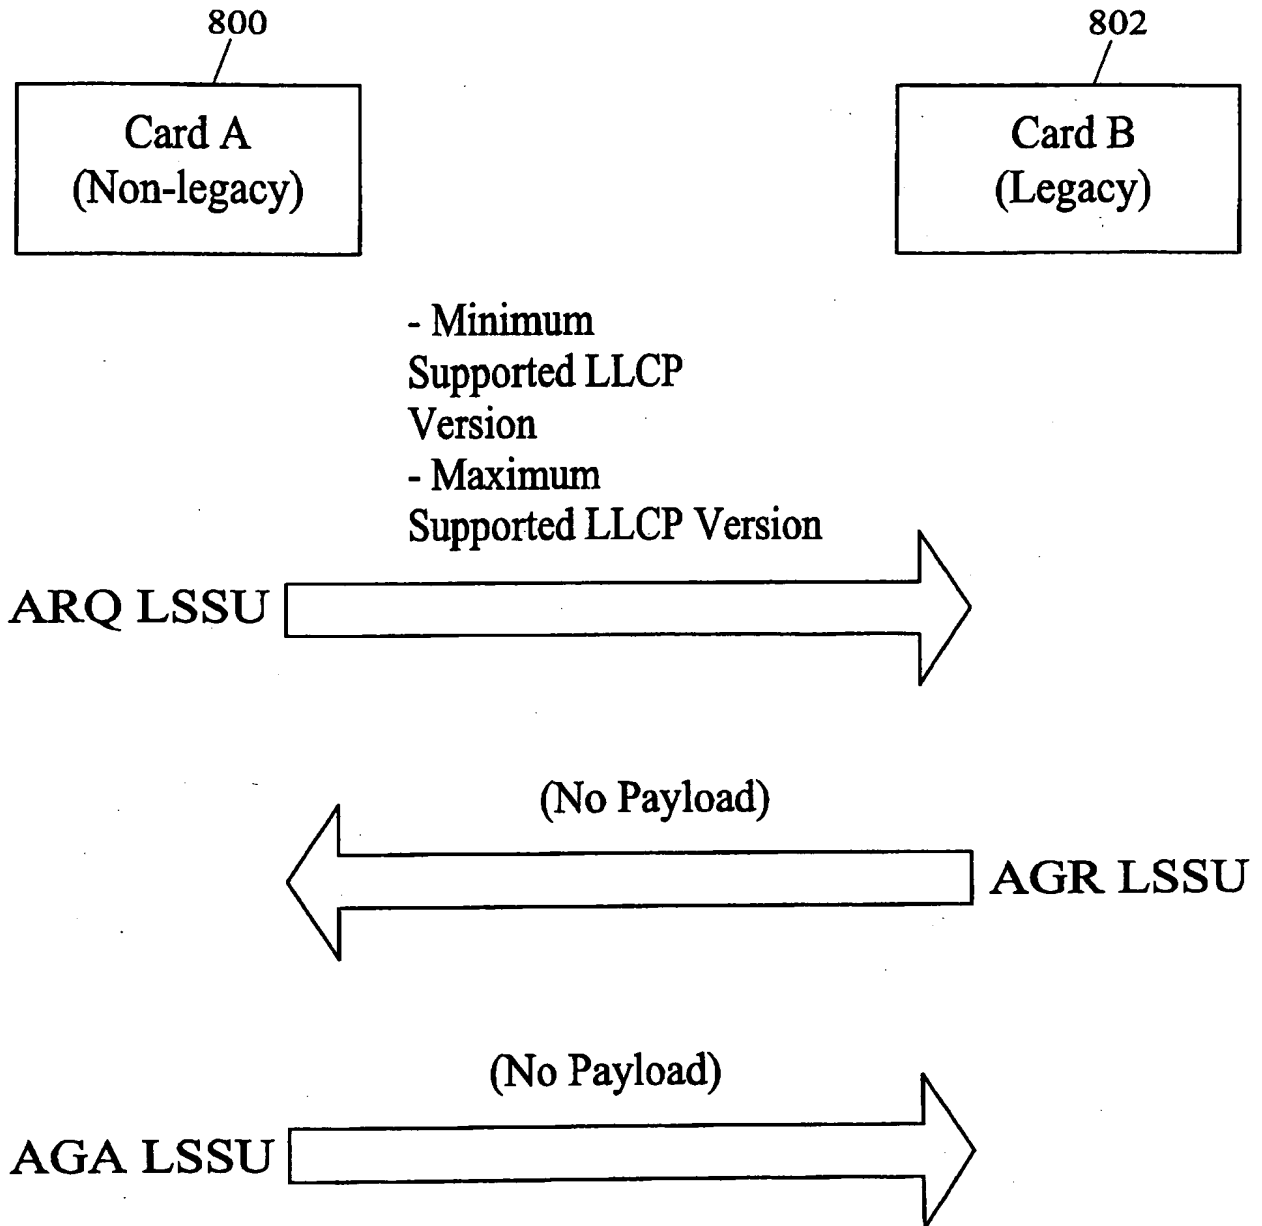 800
802
Card A
(Non-legacy)
Card B
(Legacy)
- Minimum
Supported LLCP
Version
- Maximum
Supported LLCP Version
ARQ LSSU
(No Payload)
AGR LSSU
(No Payload)
AGA LSSU